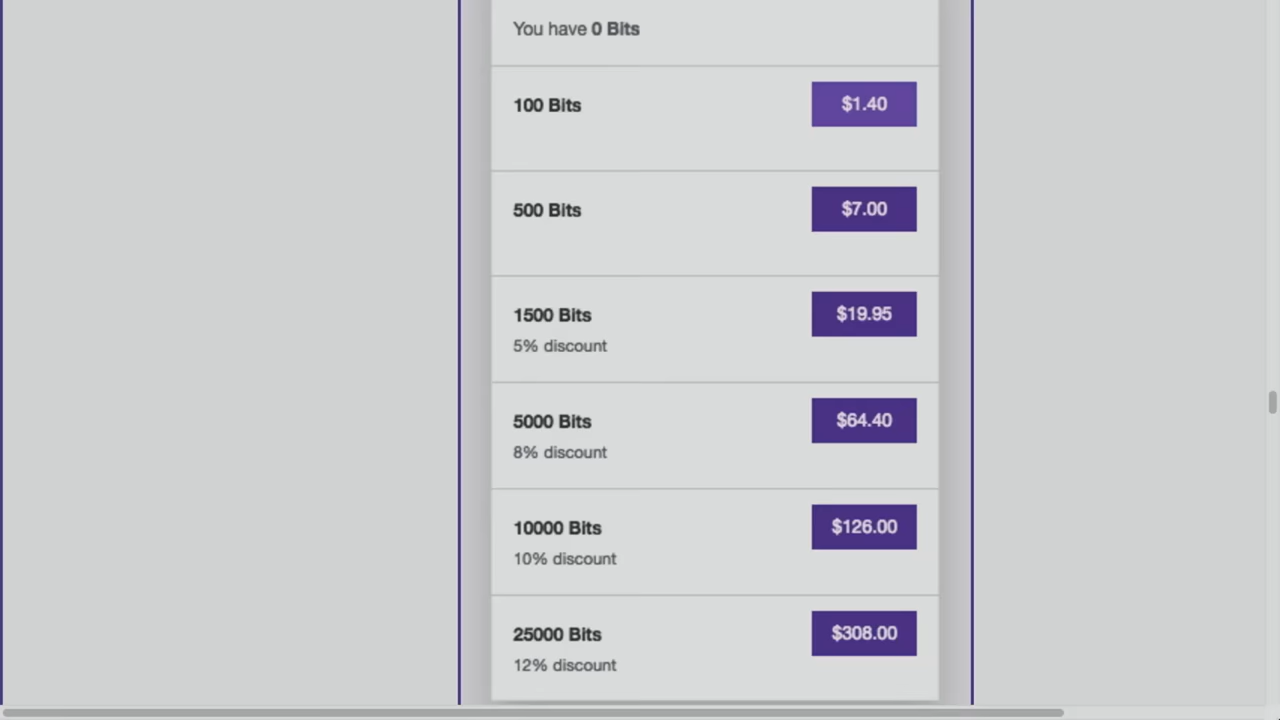 You have 0 Bits
100 Bits
$1.40
500 Bits
$7.00
1500 Bits
$19.95
5% discount
5000 Bits
$64.40
8% discount
10000 Bits
$126.00
10% discount
25000 Bits
$308.00
12% discount